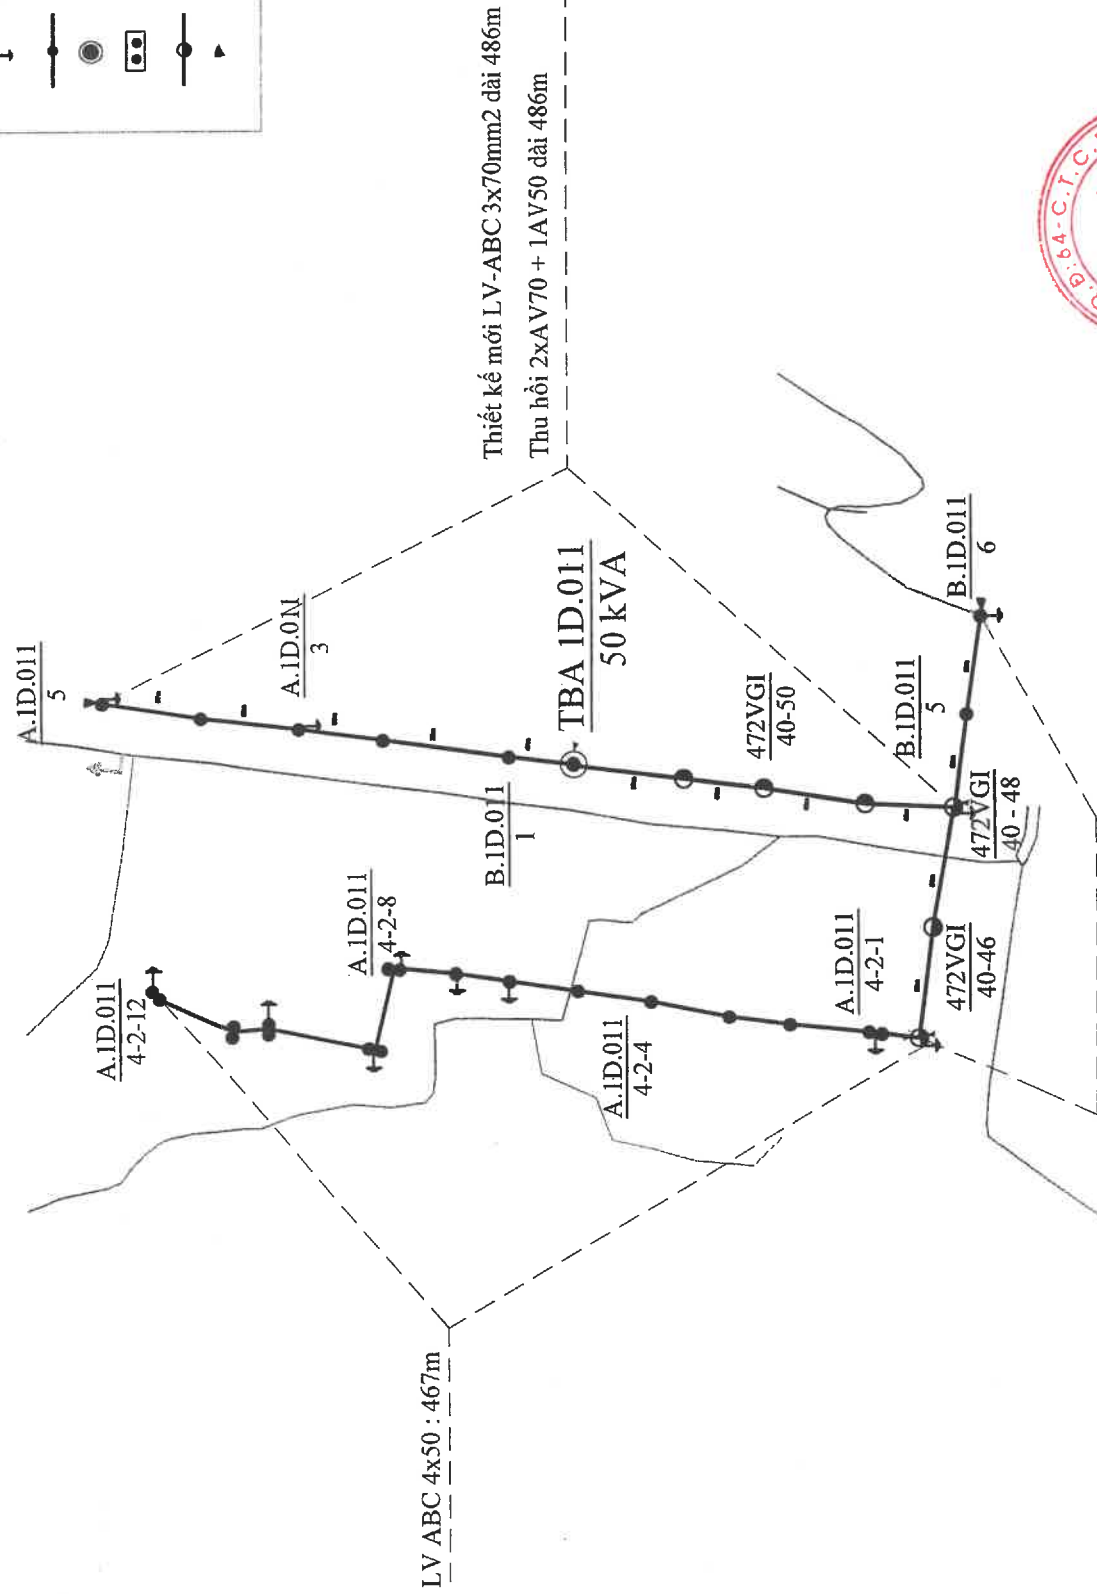 Thiết kế mới LV-ABC 3x70mm2 dài 486m
Thu hồi 2xAV70 + 1AV50 dài 486m
A.1D.011
5
A.1D.0N
3
TBA 1D.011
50 kVA
B.1D.011
1
472VGI
40-50
B.1D.011
5
B.1D.011
6
472VGI
40 - 48
472VGI
40-46
A.1D.011
4-2-1
A.1D.011
4-2-4
A.1D.011
4-2-8
A.1D.011
4-2-12
LV ABC 4x50 : 467m
Đ:64-C.T.C.